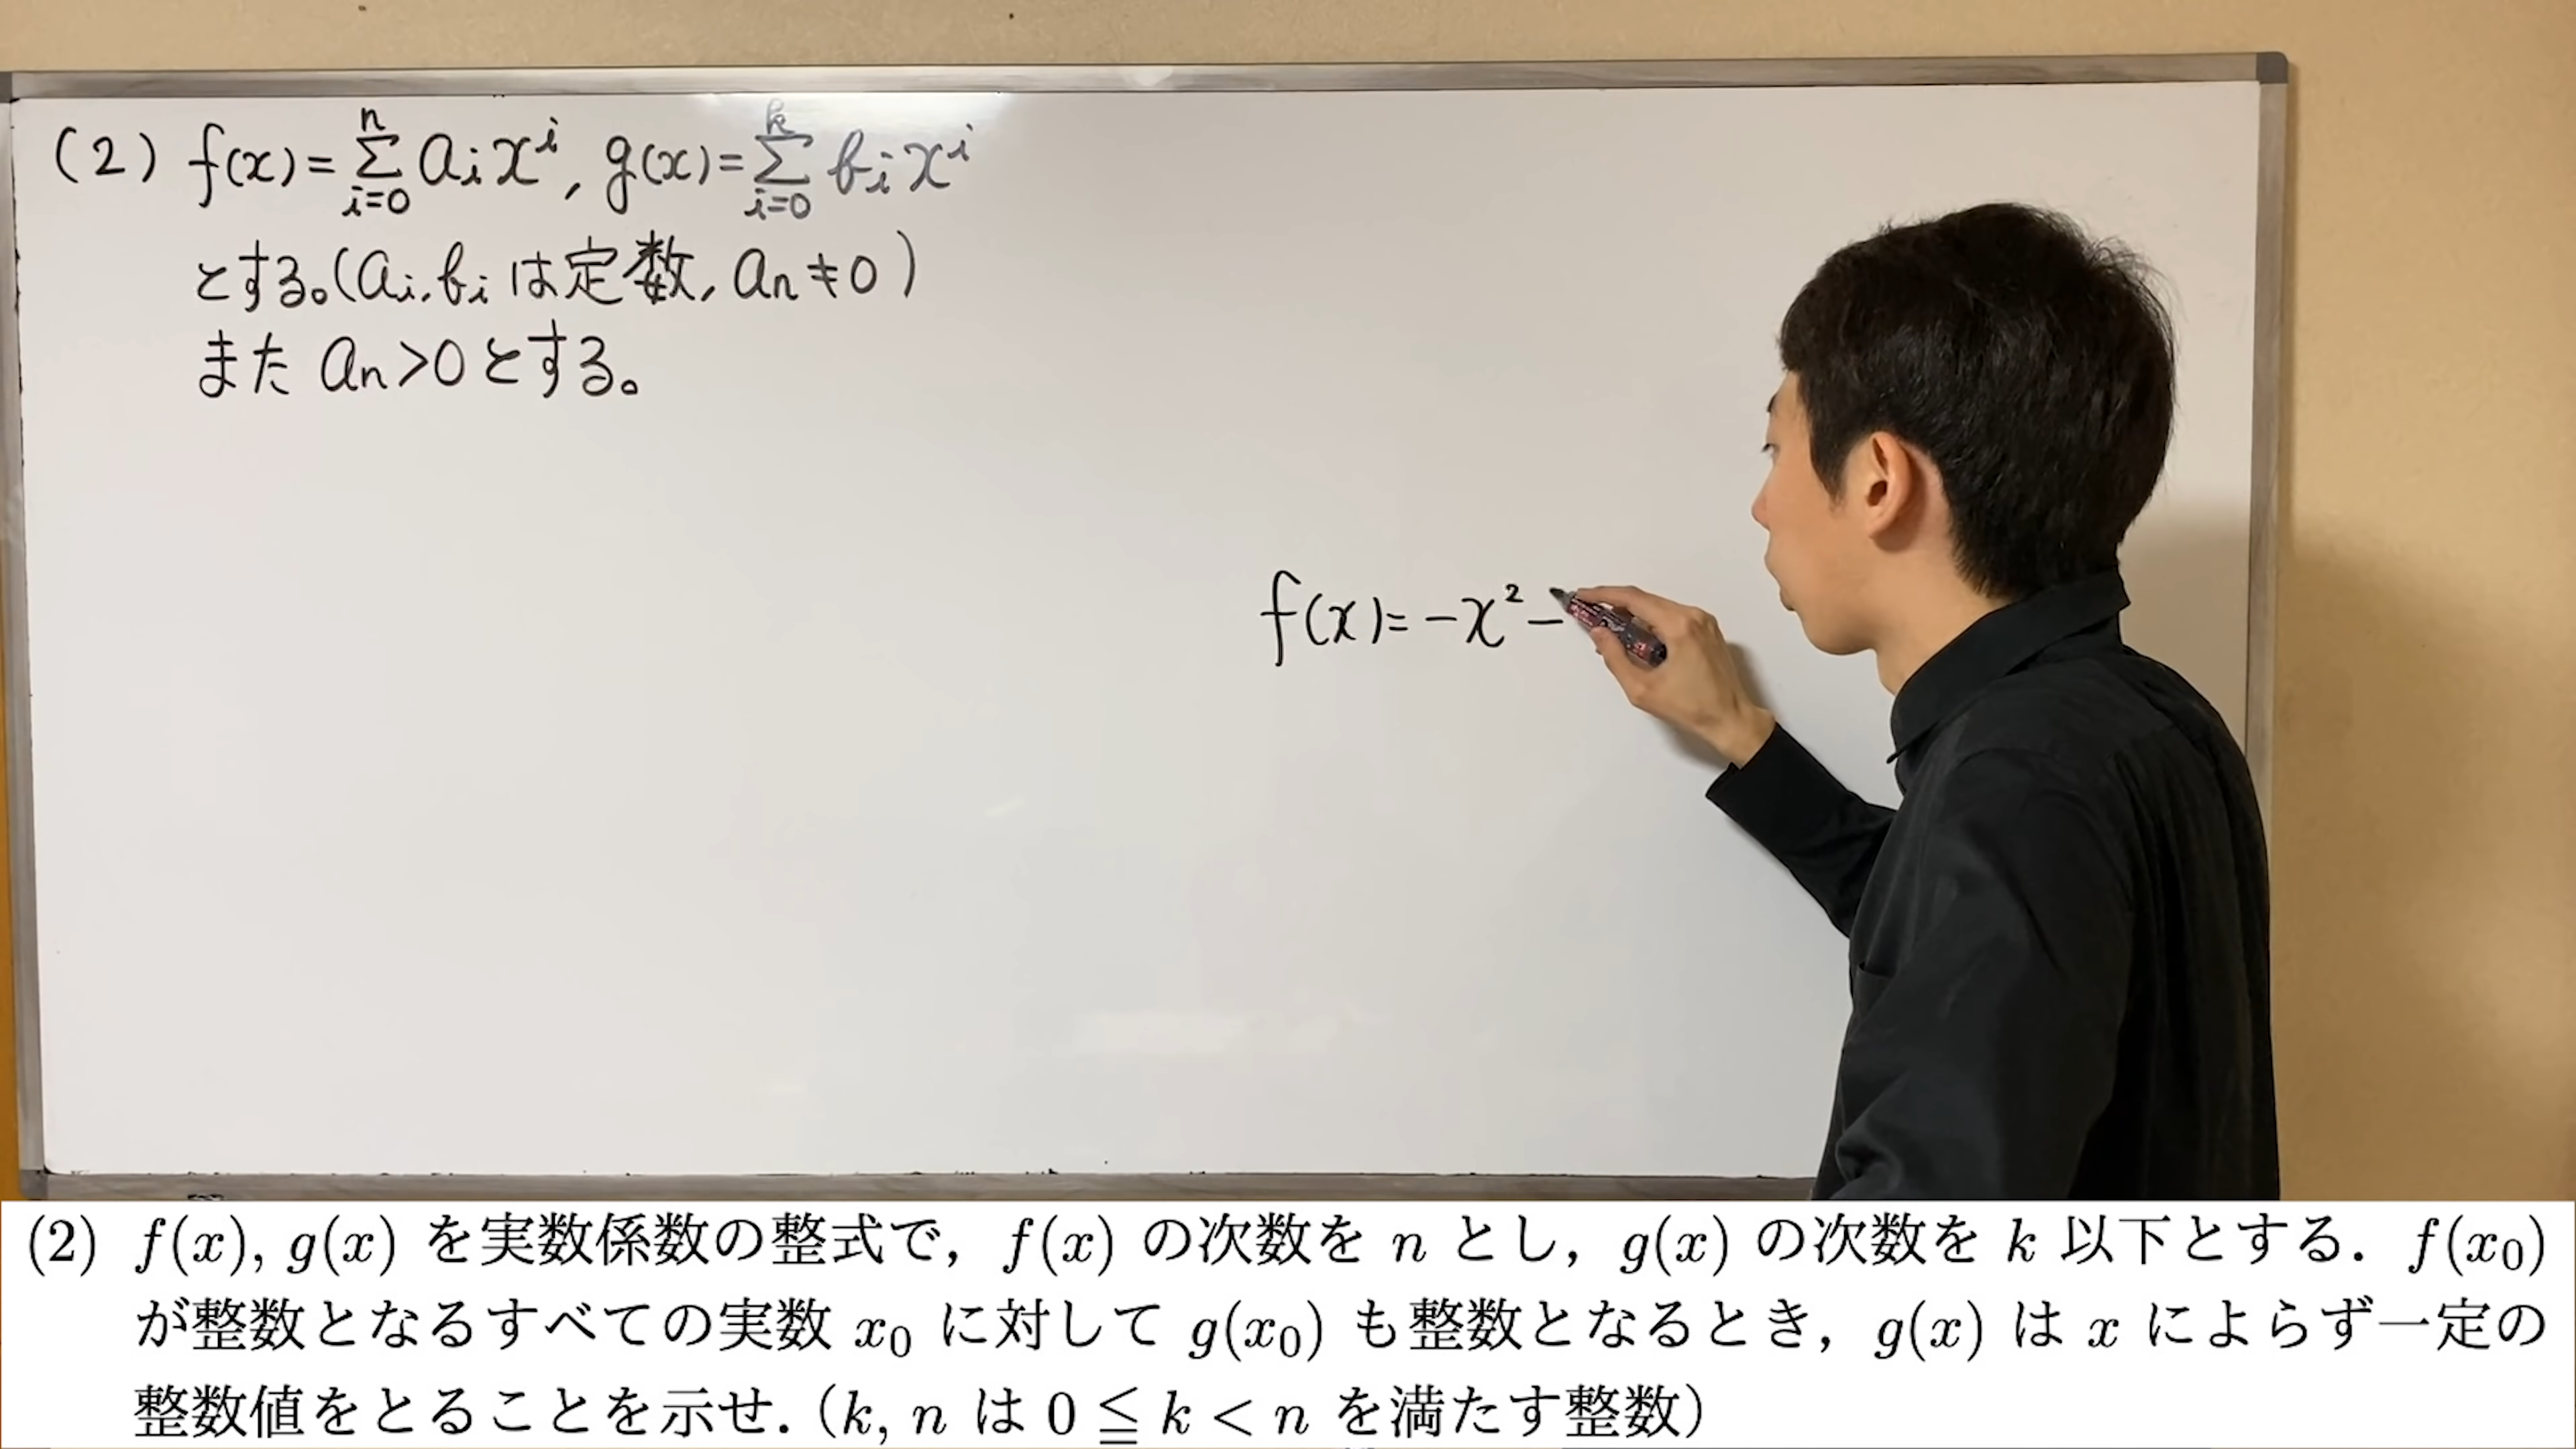 (2) f(x)=∑_{i=0}^{n} a_i x^i, g(x)=∑_{i=0}^{k} b_i x^i
とする。(a_i, b_i は定数, a_n≠0)
また a_n>0とする。
f(x)=-x²-
(2) f(x), g(x) を実数係数の整式で，f(x) の次数を n とし，g(x) の次数を k 以下とする．f(x_0)
が整数となるすべての実数 x_0 に対して g(x_0) も整数となるとき，g(x) は x によらず一定の
整数値をとることを示せ．（k, n は 0 ≦ k < n を満たす整数）